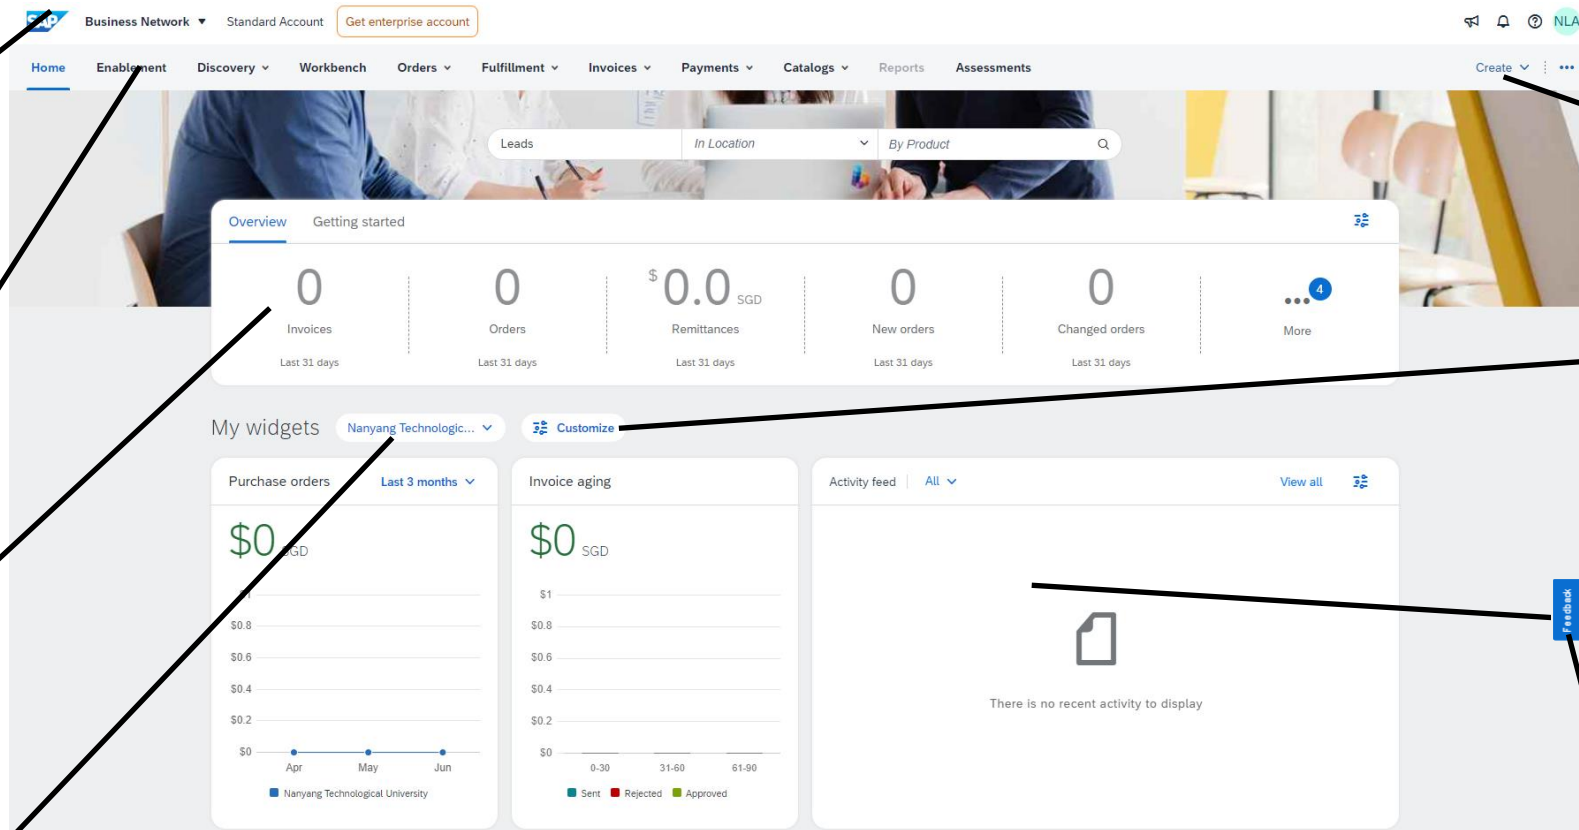 SAP Business Network Standard Account Get enterprise account NLA
Home Enablement Discovery Workbench Orders Fulfillment Invoices Payments Catalogs Reports Assessments Create
Leads In Location By Product
Overview Getting started
0 0 $0.0 SGD 0 0 ... 4
Invoices Orders Remittances New orders Changed orders More
Last 31 days Last 31 days Last 31 days Last 31 days Last 31 days
My widgets Nanyang Technologic... Customize
Purchase orders Last 3 months
$0 SGD
$1
$0.8
$0.6
$0.4
$0.2
$0
Apr May Jun
Nanyang Technological University
Invoice aging
$0 SGD
$1
$0.8
$0.6
$0.4
$0.2
$0
0-30 31-60 61-90
Sent Rejected Approved
Activity feed All View all
There is no recent activity to display
Feedback